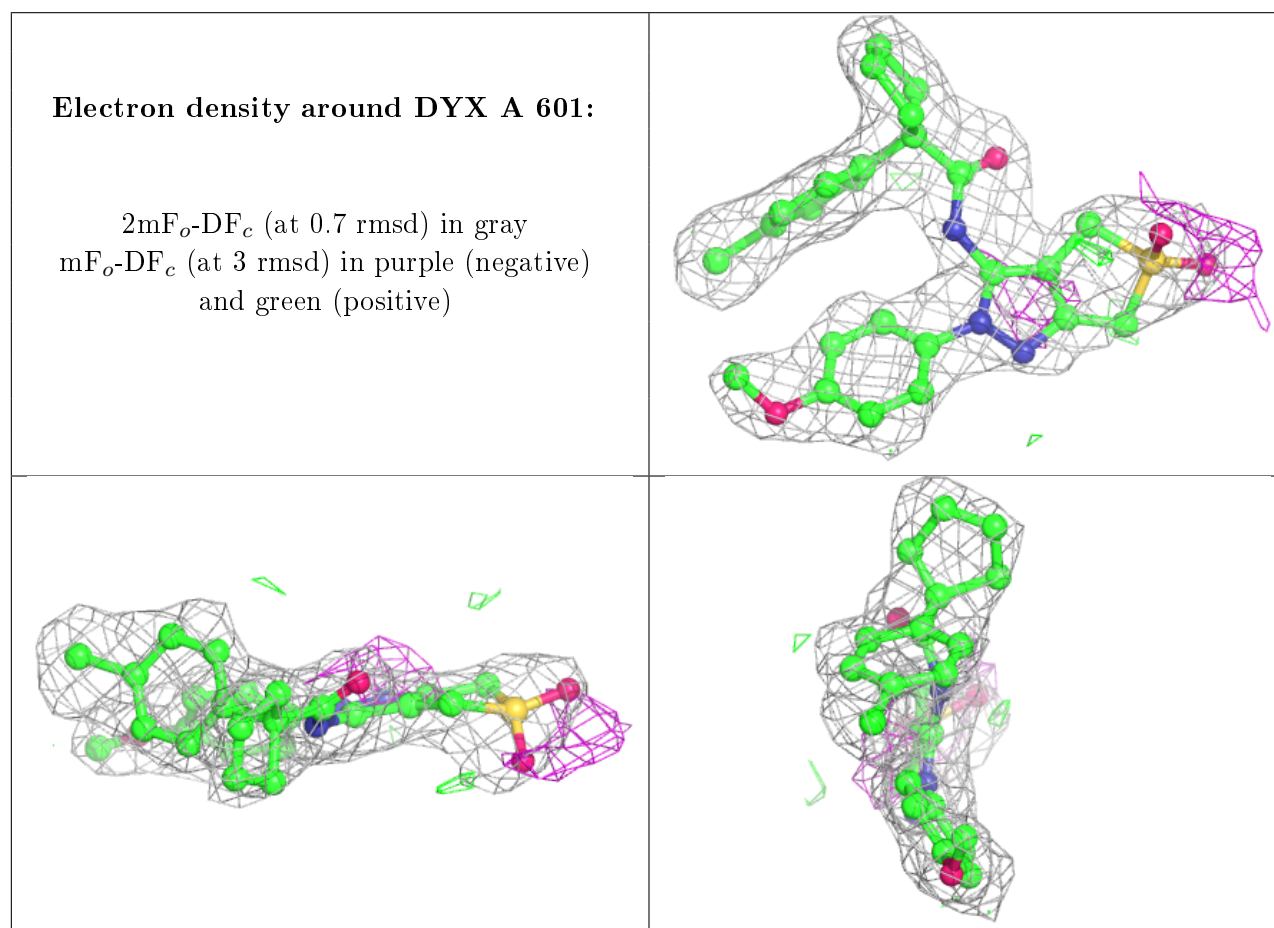 Electron density around DYX A 601:
2mFₒ-DF𝒸 (at 0.7 rmsd) in gray
mFₒ-DF𝒸 (at 3 rmsd) in purple (negative)
and green (positive)